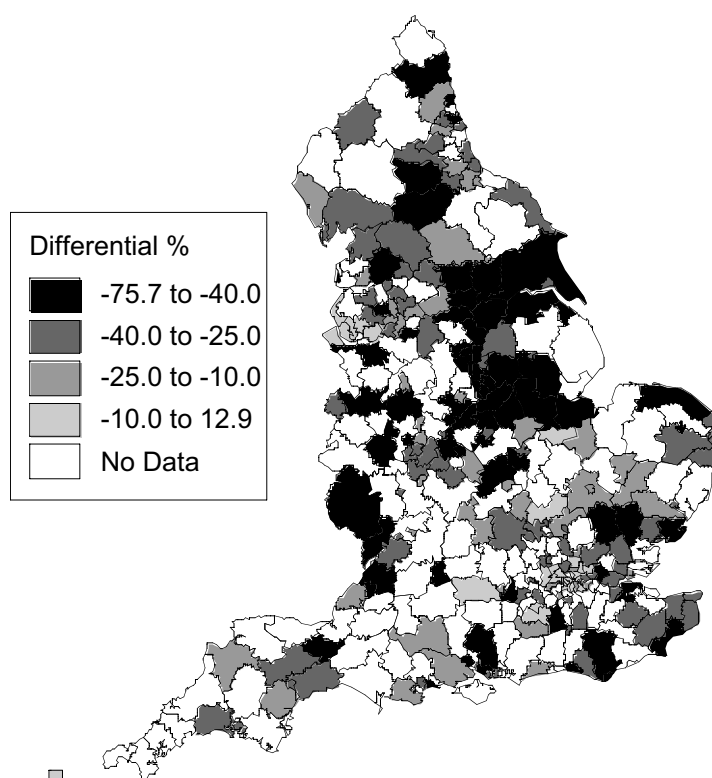 Differential %
-75.7 to -40.0
-40.0 to -25.0
-25.0 to -10.0
-10.0 to 12.9
No Data